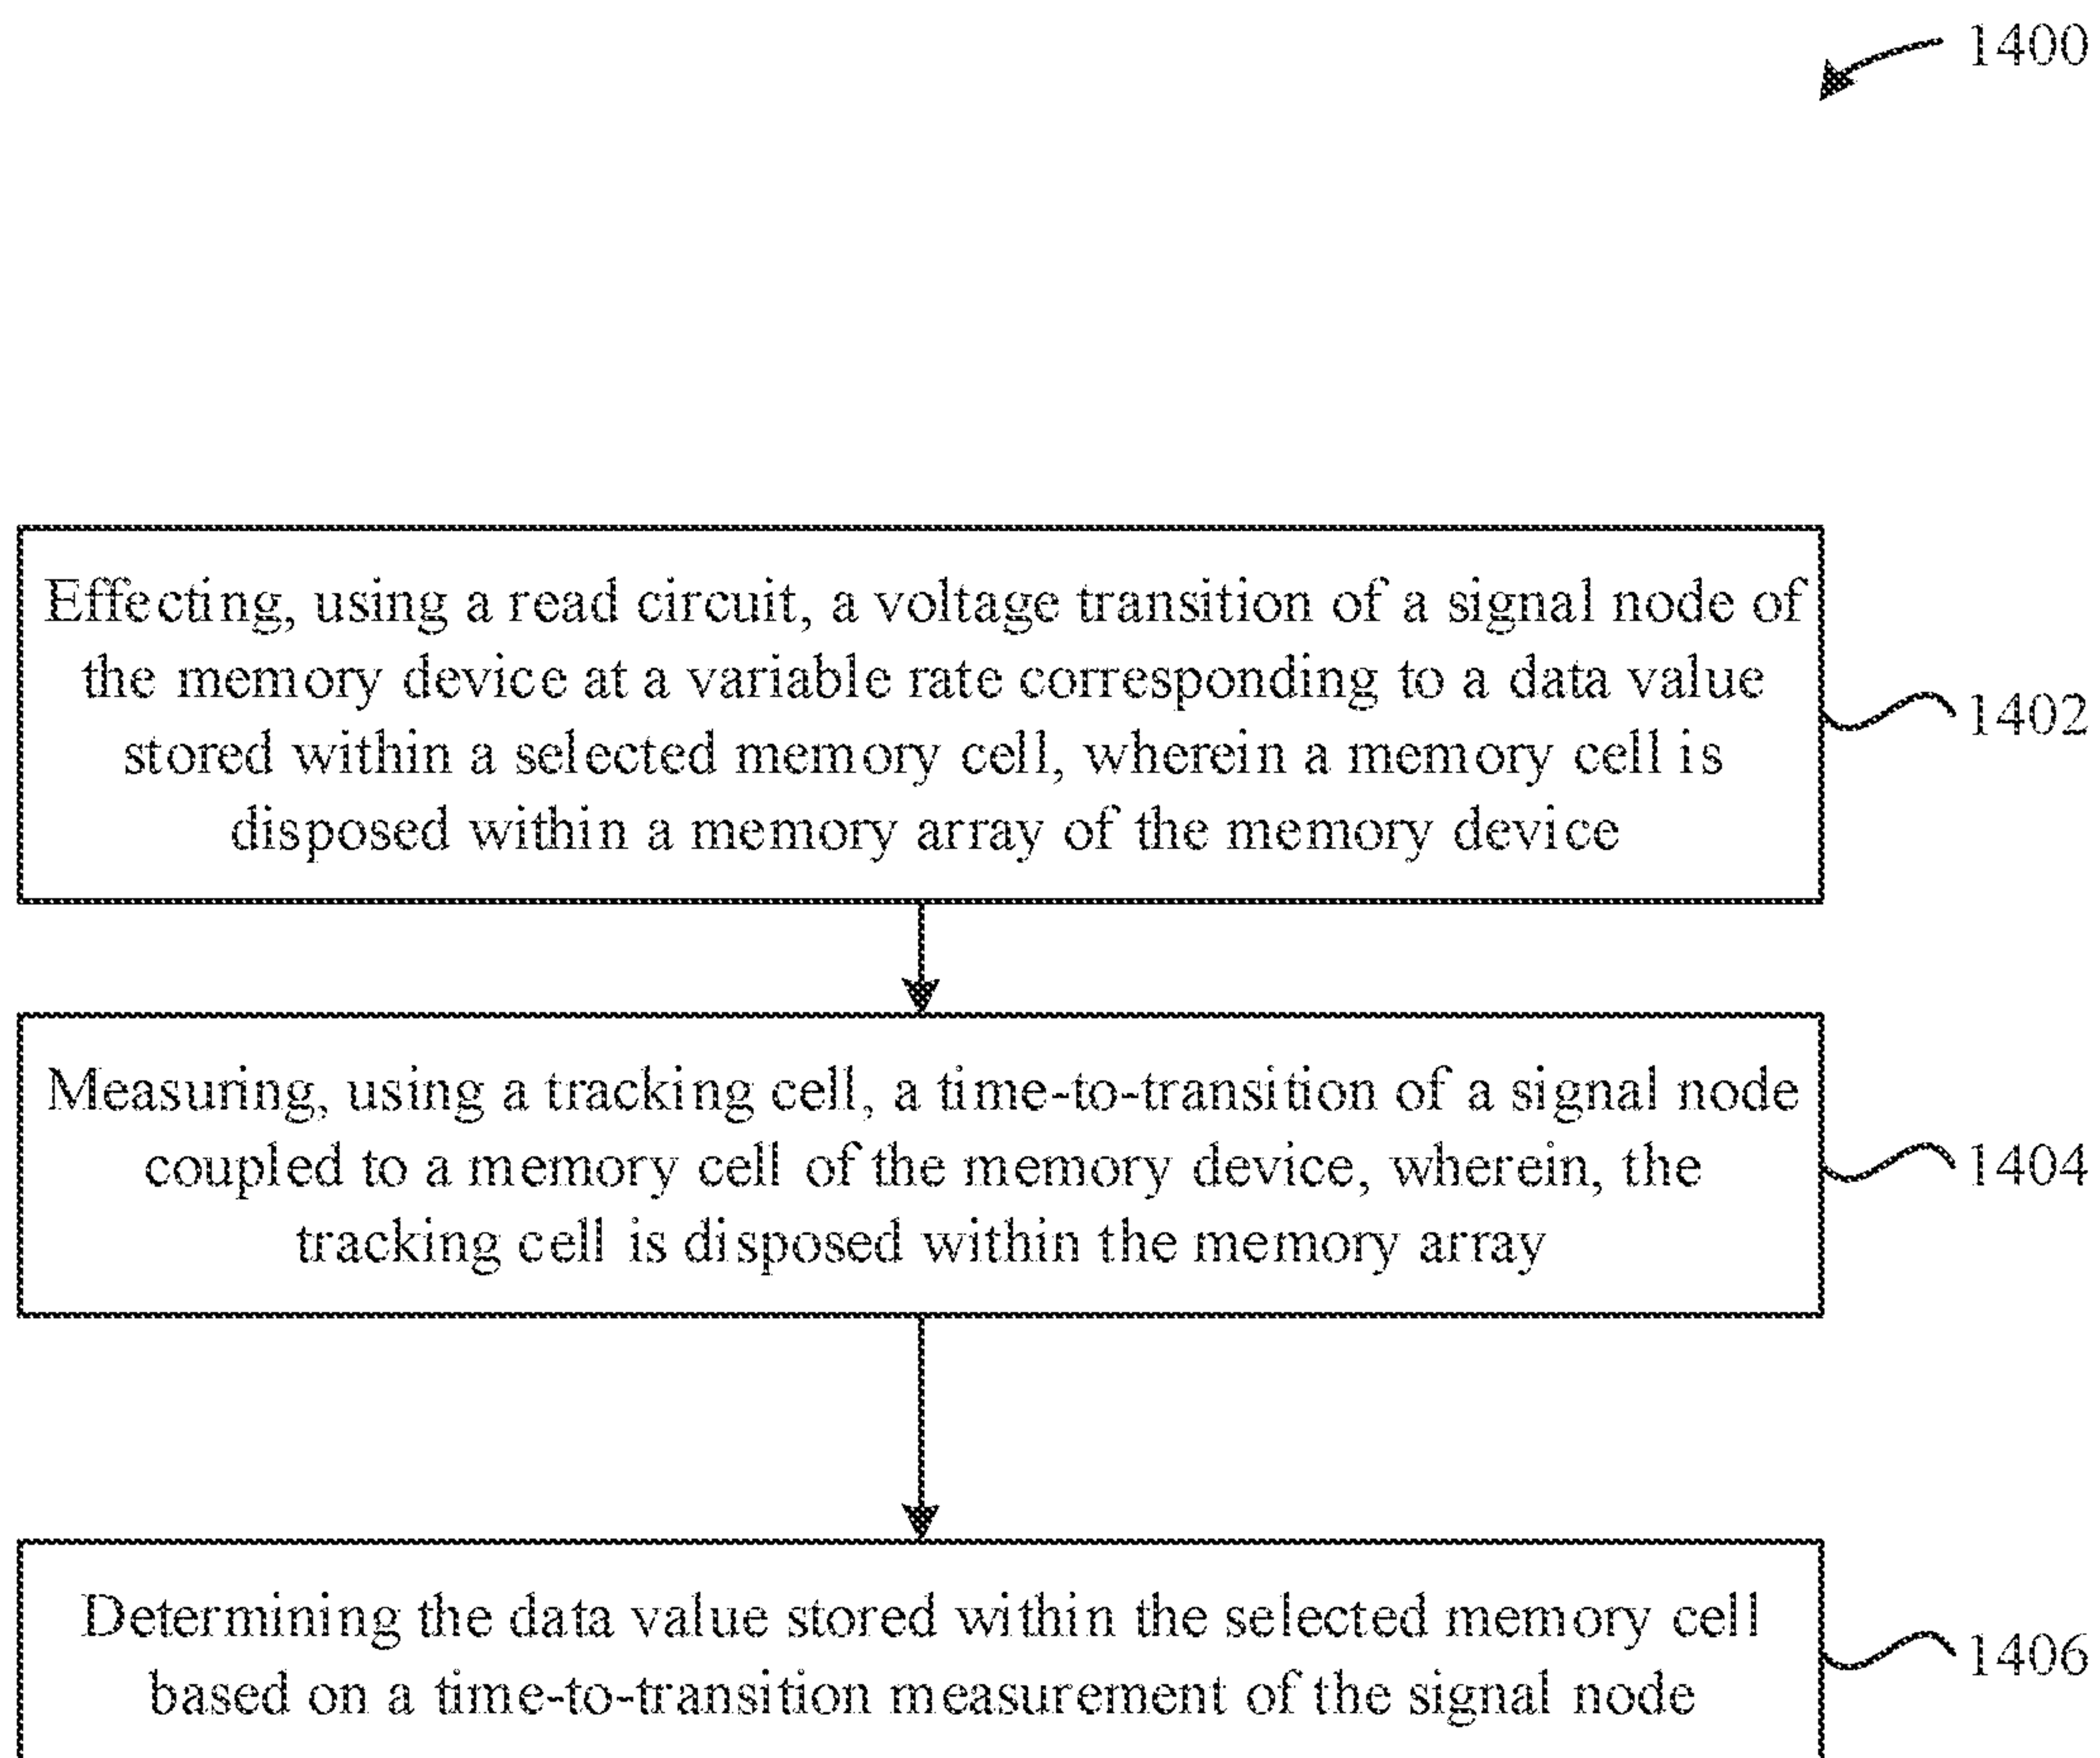 1400
Effecting, using a read circuit, a voltage transition of a signal node of
the memory device at a variable rate corresponding to a data value
stored within a selected memory cell, wherein a memory cell is
disposed within a memory array of the memory device
1402
Measuring, using a tracking cell, a time-to-transition of a signal node
coupled to a memory cell of the memory device, wherein, the
tracking cell is disposed within the memory array
1404
Determining the data value stored within the selected memory cell
based on a time-to-transition measurement of the signal node
1406